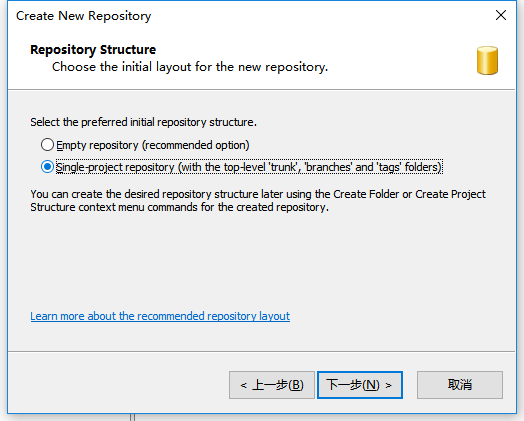 Create New Repository
Repository Structure
Choose the initial layout for the new repository.
Select the preferred initial repository structure.
Empty repository (recommended option)
Single-project repository (with the top-level 'trunk', 'branches' and 'tags' folders)
You can create the desired repository structure later using the Create Folder or Create Project
Structure context menu commands for the created repository.
Learn more about the recommended repository layout
< 上一步(B) 下一步(N) > 取消